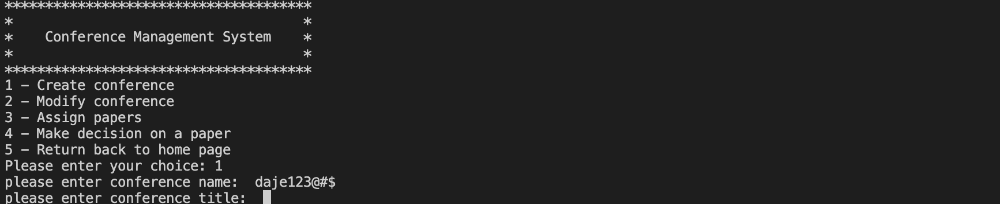 **************************************
*                                    *
*    Conference Management System    *
*                                    *
**************************************
1 - Create conference
2 - Modify conference
3 - Assign papers
4 - Make decision on a paper
5 - Return back to home page
Please enter your choice: 1
please enter conference name:  daje123@#$
please enter conference title: